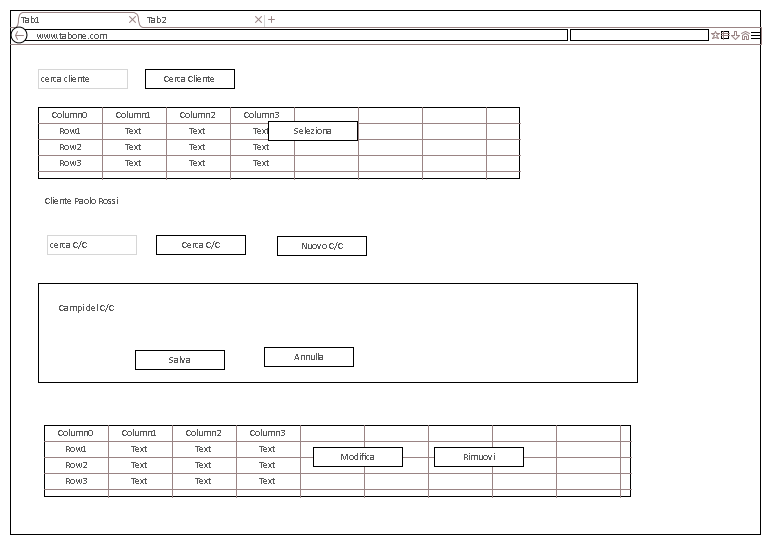 Tab1 Tab2
www.tabone.com
cerca cliente Cerca Cliente
Column0 Column1 Column2 Column3
Row1 Text Text Text Seleziona
Row2 Text Text Text
Row3 Text Text Text
Cliente Paolo Rossi
cerca C/C Cerca C/C Nuovo C/C
Campi del C/C
Salva Annulla
Column0 Column1 Column2 Column3
Row1 Text Text Text
Modifica Rimuovi
Row2 Text Text Text
Row3 Text Text Text